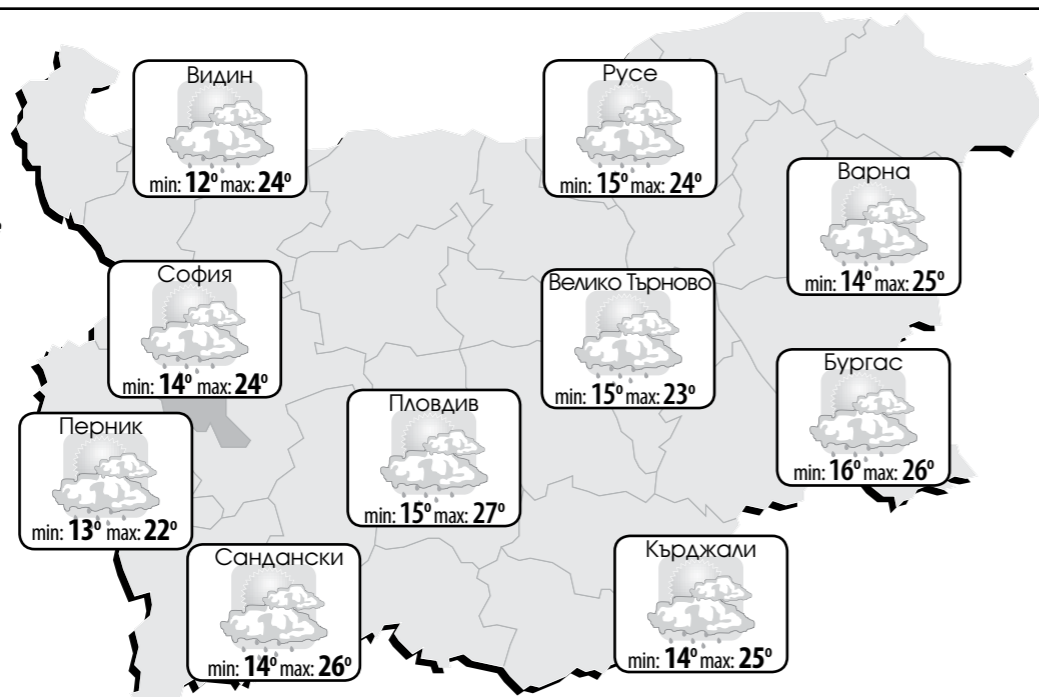 Видин
min: 12° max: 24°
Русе
min: 15° max: 24°
Варна
min: 14° max: 25°
София
min: 14° max: 24°
Велико Търново
min: 15° max: 23°
Бургас
min: 16° max: 26°
Пловдив
min: 15° max: 27°
Перник
min: 13° max: 22°
Сандански
min: 14° max: 26°
Кърджали
min: 14° max: 25°